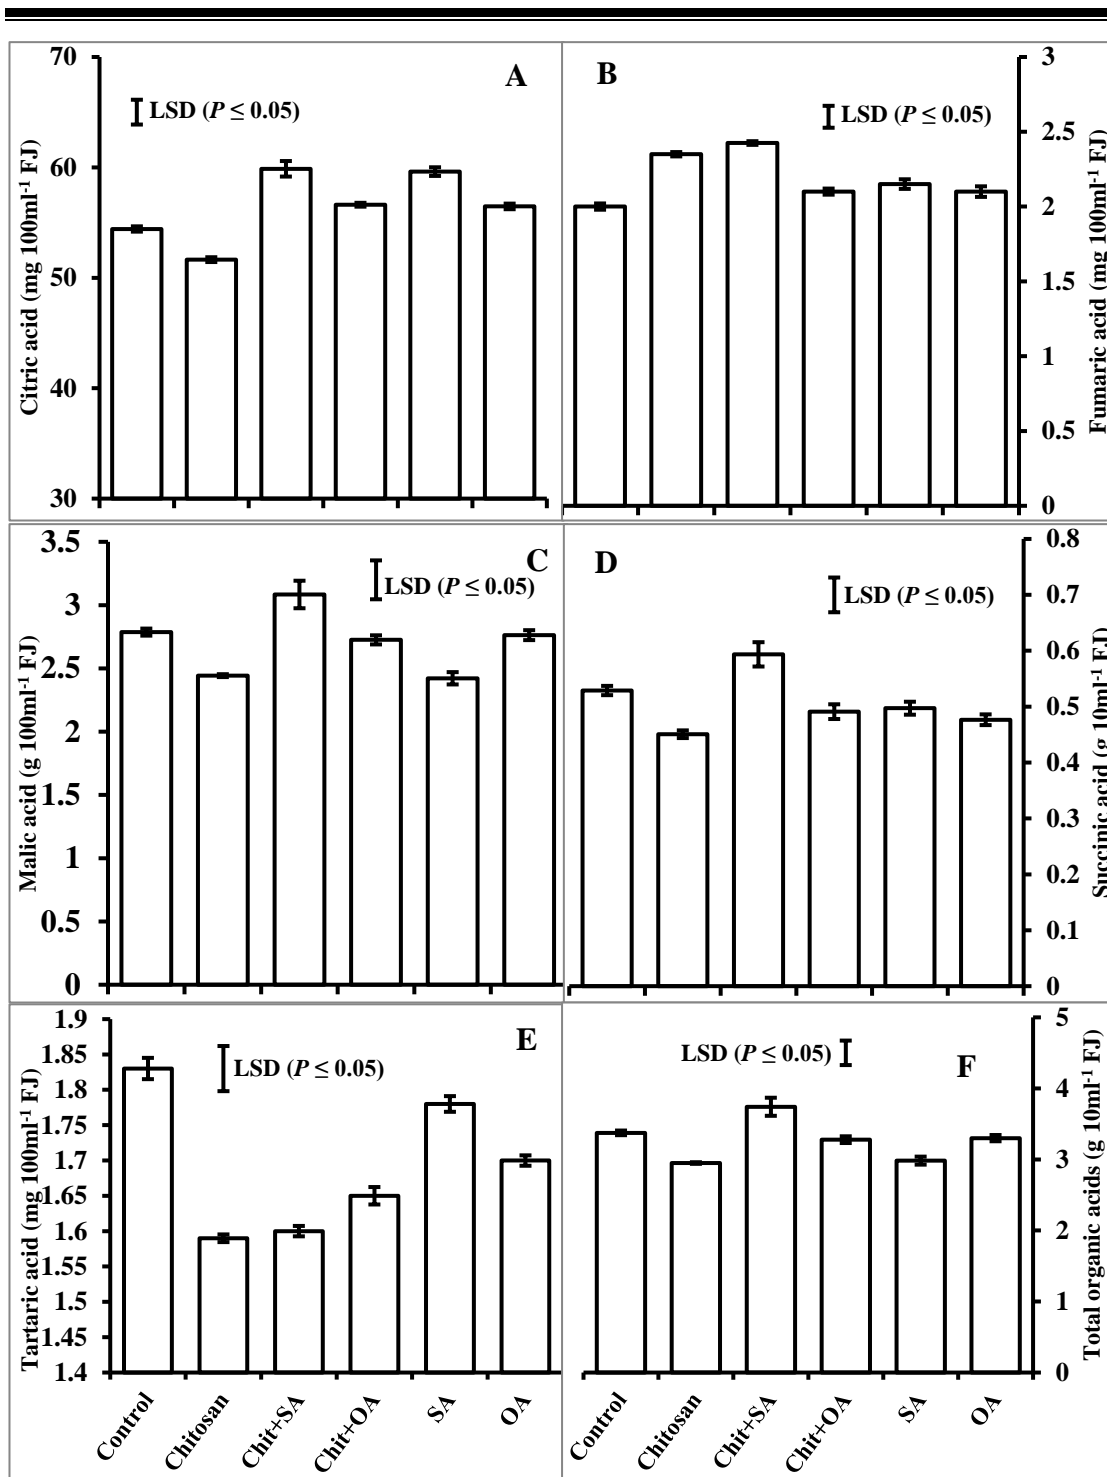 A
LSD (P ≤ 0.05)
Citric acid (mg 100ml-1 FJ)
70
60
50
40
30
B
LSD (P ≤ 0.05)
3
2.5
2
1.5
1
0.5
0
Fumaric acid (mg 100ml-1 FJ)
C
LSD (P ≤ 0.05)
Malic acid (g 100ml-1 FJ)
3.5
3
2.5
2
1.5
1
0.5
0
D
LSD (P ≤ 0.05)
0.8
0.7
0.6
0.5
0.4
0.3
0.2
0.1
0
Succinic acid (g 10ml-1 FJ)
E
LSD (P ≤ 0.05)
Tartaric acid (mg 100ml-1 FJ)
1.9
1.85
1.8
1.75
1.7
1.65
1.6
1.55
1.5
1.45
1.4
Control
Chitosan
Chit+SA
Chit+OA
SA
OA
LSD (P ≤ 0.05)
F
5
4
3
2
1
0
Total organic acids (g 10ml-1 FJ)
Control
Chitosan
Chit+SA
Chit+OA
SA
OA